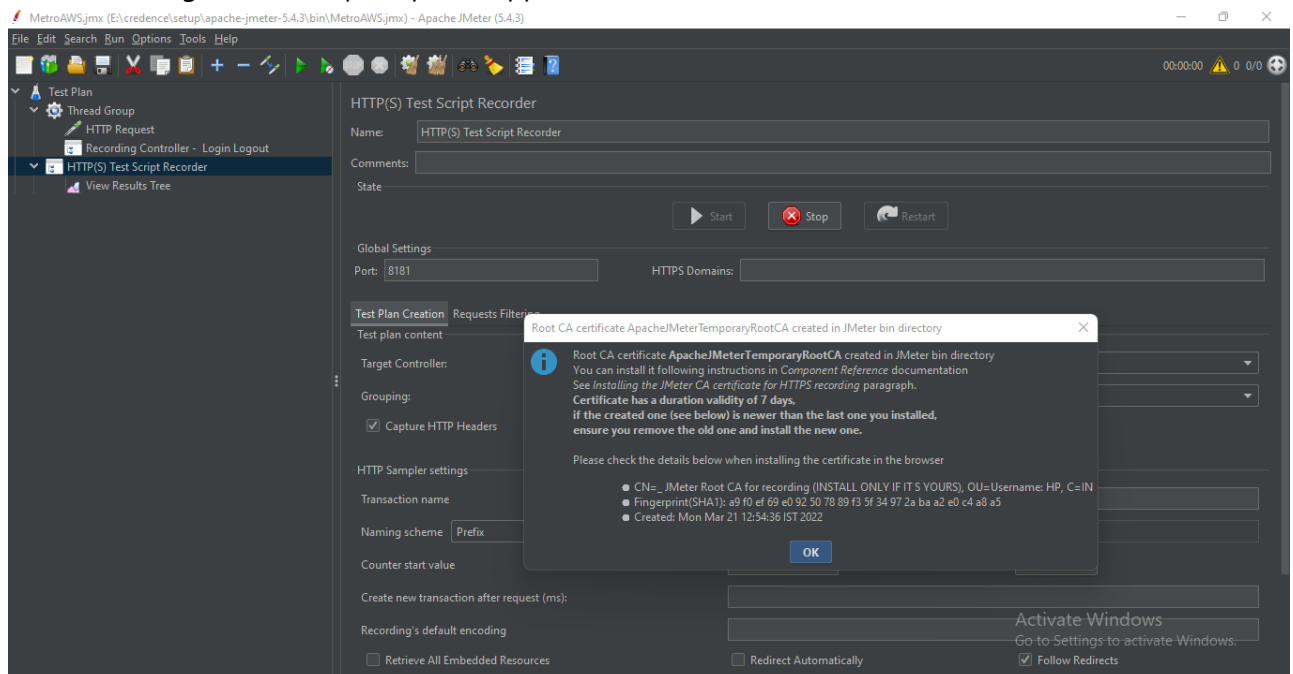 MetroAWS.jmx (E:\credence\setup\apache-jmeter-5.4.3\bin\MetroAWS.jmx) - Apache JMeter (5.4.3)
File Edit Search Run Options Tools Help
00:00:00 0 0/0
Test Plan
Thread Group
HTTP Request
Recording Controller - Login Logout
HTTP(S) Test Script Recorder
View Results Tree
HTTP(S) Test Script Recorder
Name: HTTP(S) Test Script Recorder
Comments:
State
Start Stop Restart
Global Settings
Port: 8181 HTTPS Domains:
Test Plan Creation Requests Filtering
Test plan content
Target Controller:
Grouping:
Capture HTTP Headers
HTTP Sampler settings
Transaction name
Naming scheme Prefix
Counter start value
Create new transaction after request (ms):
Recording's default encoding
Retrieve All Embedded Resources Redirect Automatically Follow Redirects
Root CA certificate ApacheJMeterTemporaryRootCA created in JMeter bin directory
Root CA certificate ApacheJMeterTemporaryRootCA created in JMeter bin directory
You can install it following instructions in Component Reference documentation
See Installing the JMeter CA certificate for HTTPS recording paragraph.
Certificate has a duration validity of 7 days,
if the created one (see below) is newer than the last one you installed,
ensure you remove the old one and install the new one.
Please check the details below when installing the certificate in the browser
CN=_ JMeter Root CA for recording (INSTALL ONLY IF IT S YOURS), OU=Username: HP, C=IN
Fingerprint(SHA1): a9 f0 ef 69 e0 92 50 78 89 f3 5f 34 97 2a ba a2 e0 c4 a8 a5
Created: Mon Mar 21 12:54:36 IST 2022
OK
Activate Windows
Go to Settings to activate Windows.